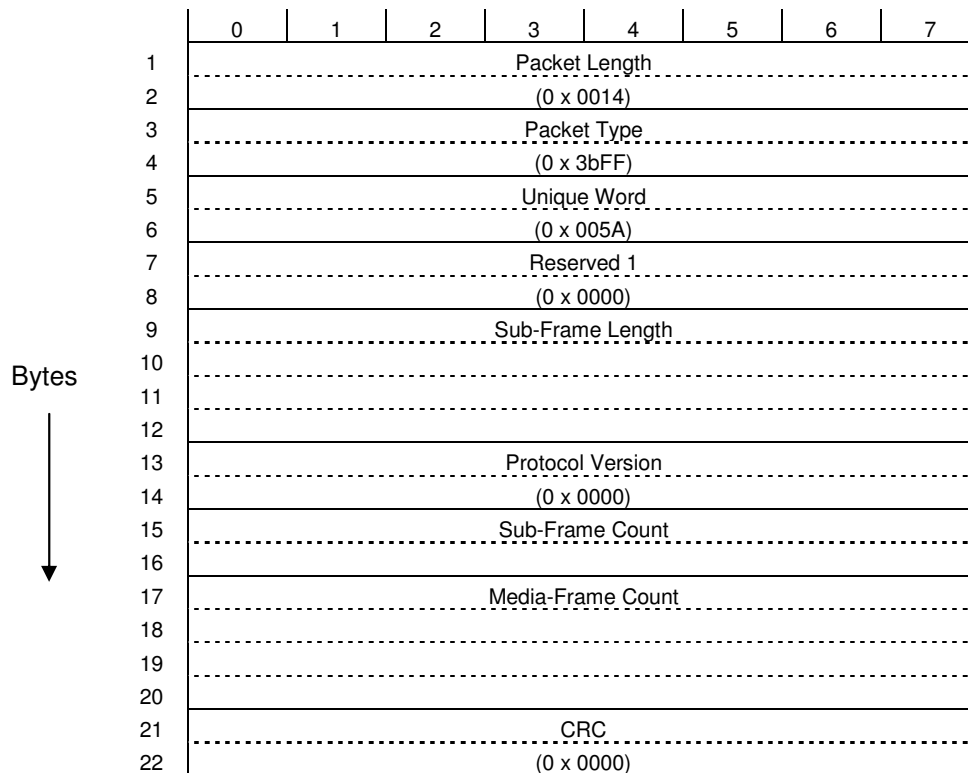 0 1 2 3 4 5 6 7
1 Packet Length
2 (0 x 0014)
3 Packet Type
4 (0 x 3bFF)
5 Unique Word
6 (0 x 005A)
7 Reserved 1
8 (0 x 0000)
9 Sub-Frame Length
10
Bytes
11
12
13 Protocol Version
14 (0 x 0000)
15 Sub-Frame Count
16
17 Media-Frame Count
18
19
20
21 CRC
22 (0 x 0000)